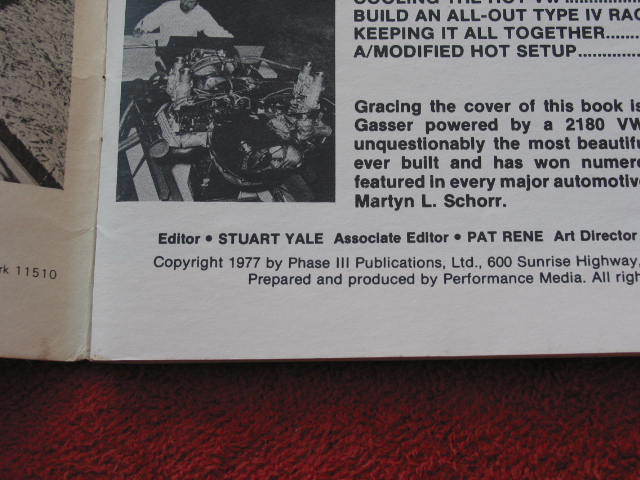 COOLING THE HOT VW
BUILD AN ALL-OUT TYPE IV RAC
KEEPING IT ALL TOGETHER........
A/MODIFIED HOT SETUP.............
Gracing the cover of this book is
Gasser powered by a 2180 VW
unquestionably the most beautifu
ever built and has won numero
featured in every major automotive
Martyn L. Schorr.
Editor • STUART YALE Associate Editor • PAT RENE Art Director
rk 11510
Copyright 1977 by Phase III Publications, Ltd., 600 Sunrise Highway,
Prepared and produced by Performance Media. All righ